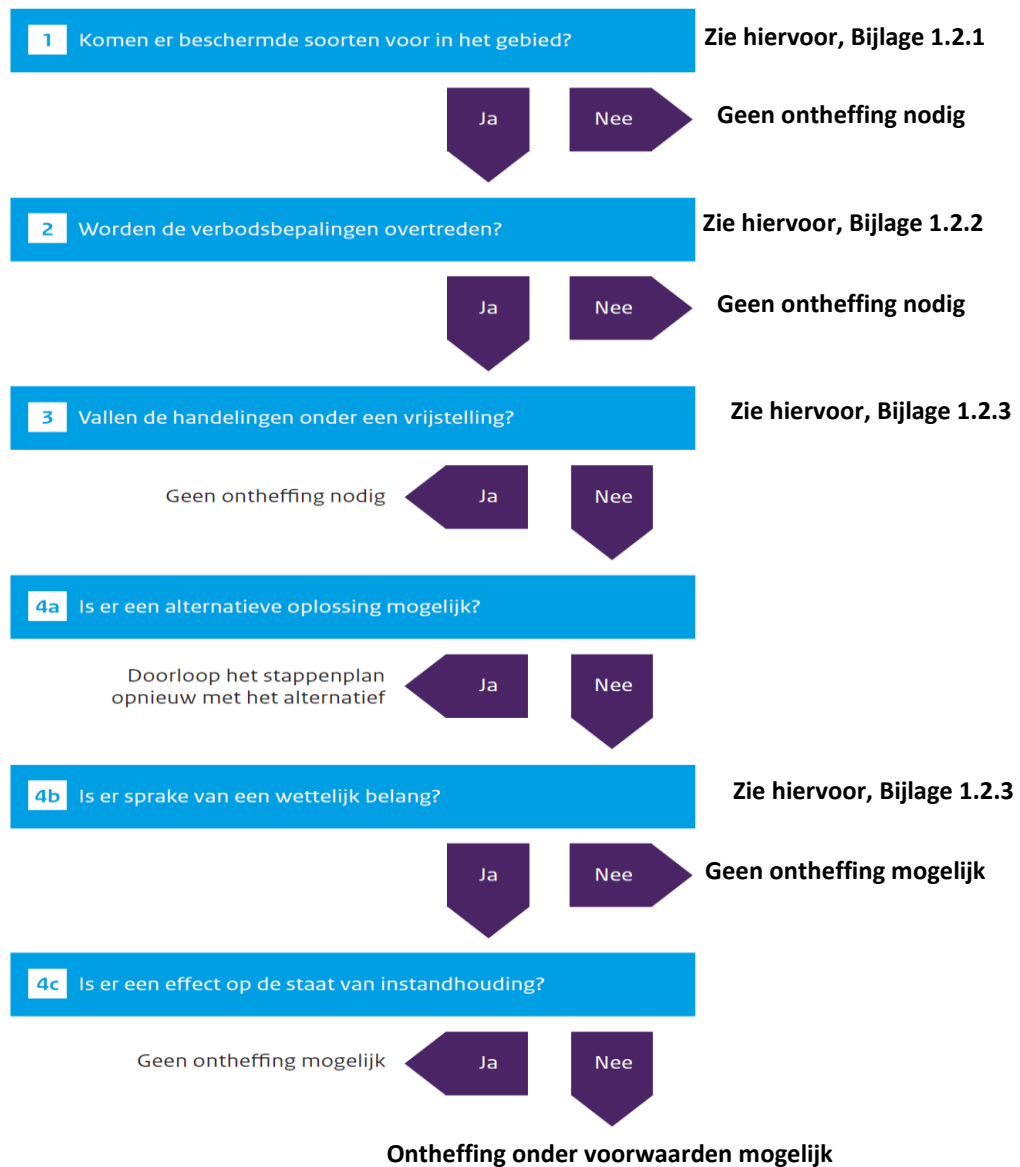 1 Komen er beschermde soorten voor in het gebied? Zie hiervoor, Bijlage 1.2.1
Ja Nee Geen ontheffing nodig
2 Worden de verbodsbepalingen overtreden? Zie hiervoor, Bijlage 1.2.2
Ja Nee Geen ontheffing nodig
3 Vallen de handelingen onder een vrijstelling? Zie hiervoor, Bijlage 1.2.3
Geen ontheffing nodig Ja Nee
4a Is er een alternatieve oplossing mogelijk?
Doorloop het stappenplan
opnieuw met het alternatief Ja Nee
4b Is er sprake van een wettelijk belang? Zie hiervoor, Bijlage 1.2.3
Ja Nee Geen ontheffing mogelijk
4c Is er een effect op de staat van instandhouding?
Geen ontheffing mogelijk Ja Nee
Ontheffing onder voorwaarden mogelijk